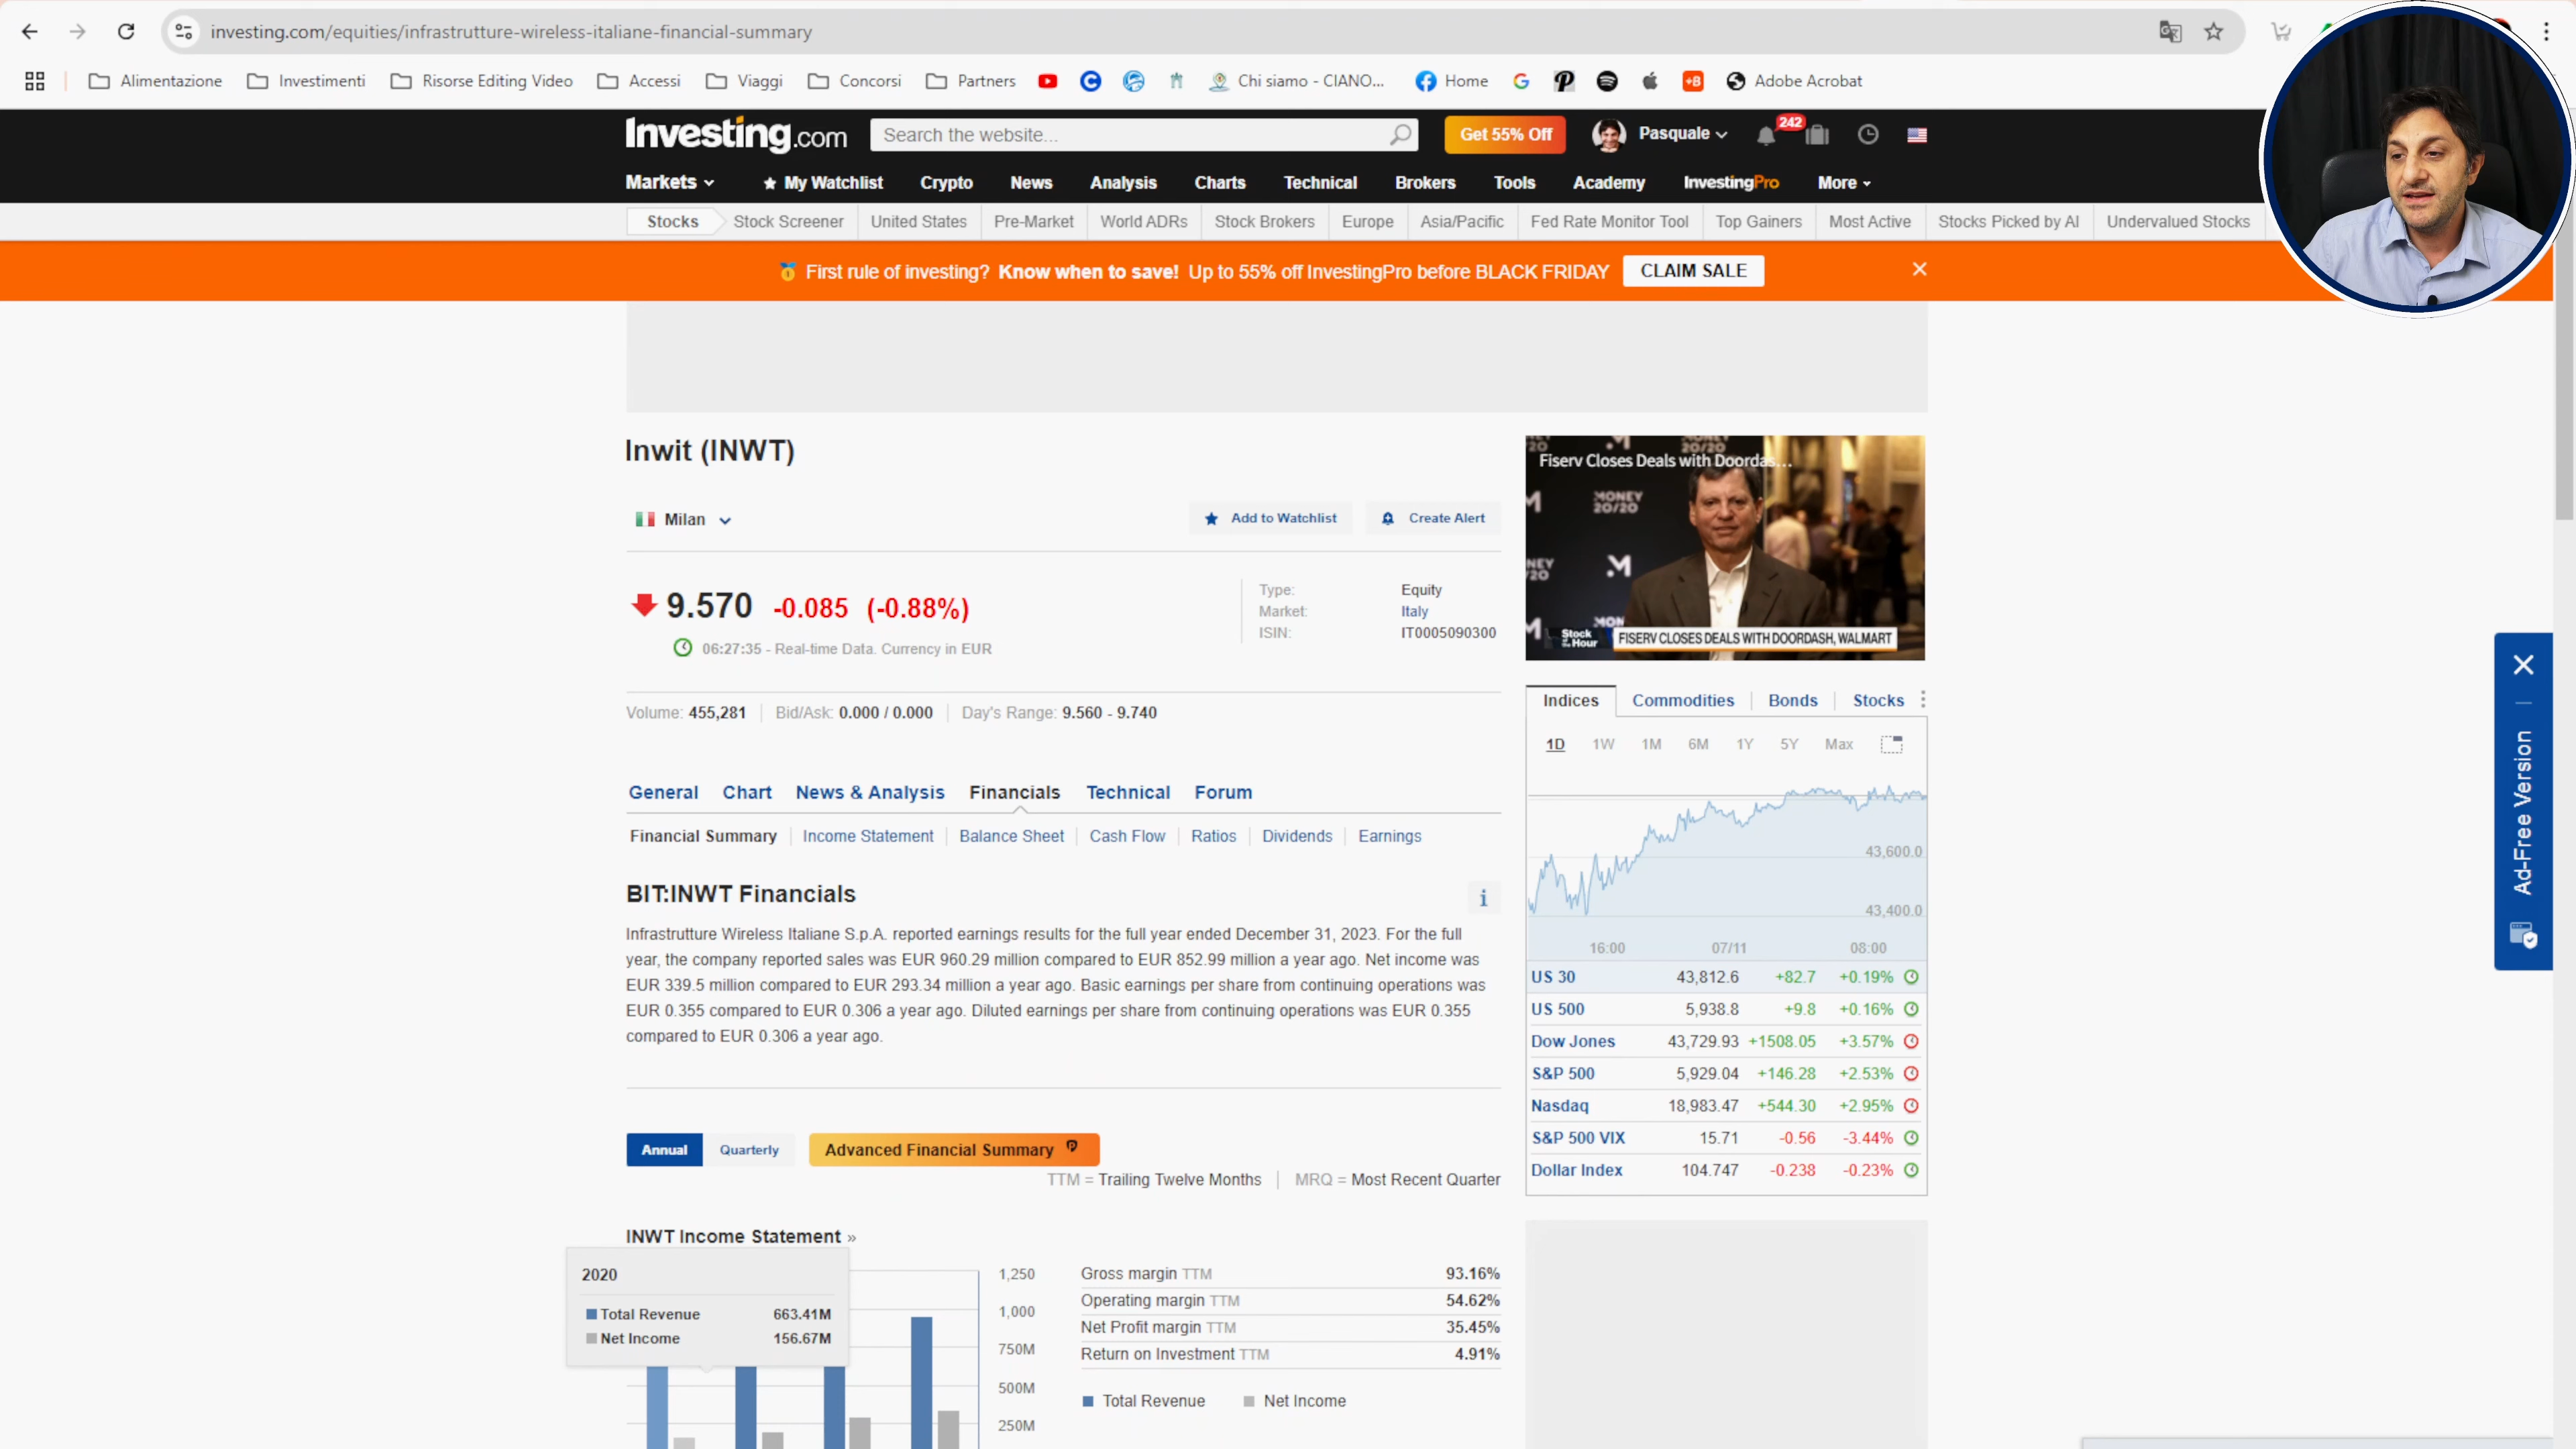 investing.com/equities/infrastrutture-wireless-italiane-financial-summary
Alimentazione Investimenti Risorse Editing Video Accessi Viaggi Concorsi Partners Chi siamo - CIANO... Home Adobe Acrobat
Investing.com Search the website... Get 55% Off Pasquale 242
Markets My Watchlist Crypto News Analysis Charts Technical Brokers Tools Academy InvestingPro More
Stocks Stock Screener United States Pre-Market World ADRs Stock Brokers Europe Asia/Pacific Fed Rate Monitor Tool Top Gainers Most Active Stocks Picked by AI Undervalued Stocks
First rule of investing? Know when to save! Up to 55% off InvestingPro before BLACK FRIDAY CLAIM SALE
Inwit (INWT)
Milan Add to Watchlist Create Alert
9.570 -0.085 (-0.88%)
06:27:35 - Real-time Data. Currency in EUR
Type: Equity
Market: Italy
ISIN: IT0005090300
Volume: 455,281 Bid/Ask: 0.000 / 0.000 Day's Range: 9.560 - 9.740
General Chart News & Analysis Financials Technical Forum
Financial Summary Income Statement Balance Sheet Cash Flow Ratios Dividends Earnings
BIT:INWT Financials
Infrastrutture Wireless Italiane S.p.A. reported earnings results for the full year ended December 31, 2023. For the full
year, the company reported sales was EUR 960.29 million compared to EUR 852.99 million a year ago. Net income was
EUR 339.5 million compared to EUR 293.34 million a year ago. Basic earnings per share from continuing operations was
EUR 0.355 compared to EUR 0.306 a year ago. Diluted earnings per share from continuing operations was EUR 0.355
compared to EUR 0.306 a year ago.
Annual Quarterly Advanced Financial Summary
TTM = Trailing Twelve Months MRQ = Most Recent Quarter
INWT Income Statement »
2020
Total Revenue 663.41M
Net Income 156.67M
1,250
1,000
750M
500M
250M
Gross margin TTM 93.16%
Operating margin TTM 54.62%
Net Profit margin TTM 35.45%
Return on Investment TTM 4.91%
Total Revenue Net Income
Fiserv Closes Deals with Doordas...
MONEY
20/20
Stock
Hour
FISERV CLOSES DEALS WITH DOORDASH, WALMART
Indices Commodities Bonds Stocks
1D 1W 1M 6M 1Y 5Y Max
43,600.0
43,400.0
16:00 07/11 08:00
US 30 43,812.6 +82.7 +0.19%
US 500 5,938.8 +9.8 +0.16%
Dow Jones 43,729.93 +1508.05 +3.57%
S&P 500 5,929.04 +146.28 +2.53%
Nasdaq 18,983.47 +544.30 +2.95%
S&P 500 VIX 15.71 -0.56 -3.44%
Dollar Index 104.747 -0.238 -0.23%
Ad-Free Version